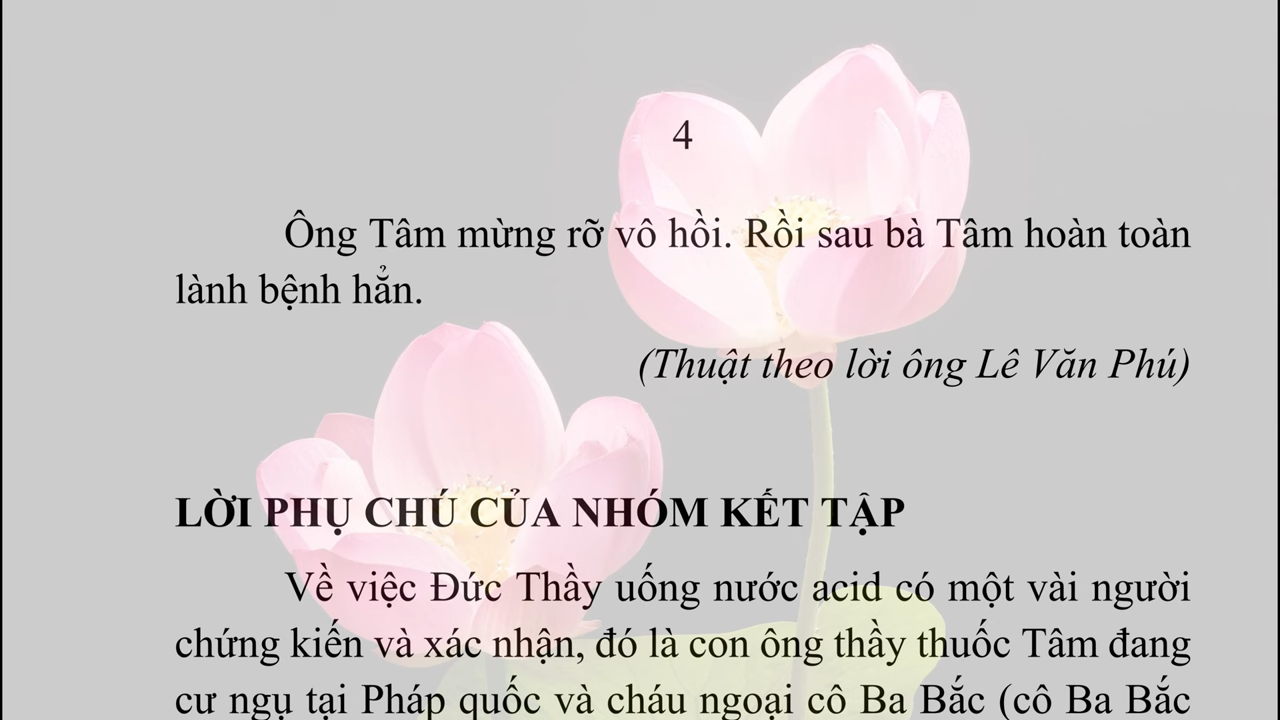 4
Ông Tâm mừng rỡ vô hồi. Rồi sau bà Tâm hoàn toàn
lành bệnh hẳn.
(Thuật theo lời ông Lê Văn Phú)
LỜI PHỤ CHÚ CỦA NHÓM KẾT TẬP
Về việc Đức Thầy uống nước acid có một vài người
chứng kiến và xác nhận, đó là con ông thầy thuốc Tâm đang
cư ngụ tại Pháp quốc và cháu ngoại cô Ba Bắc (cô Ba Bắc